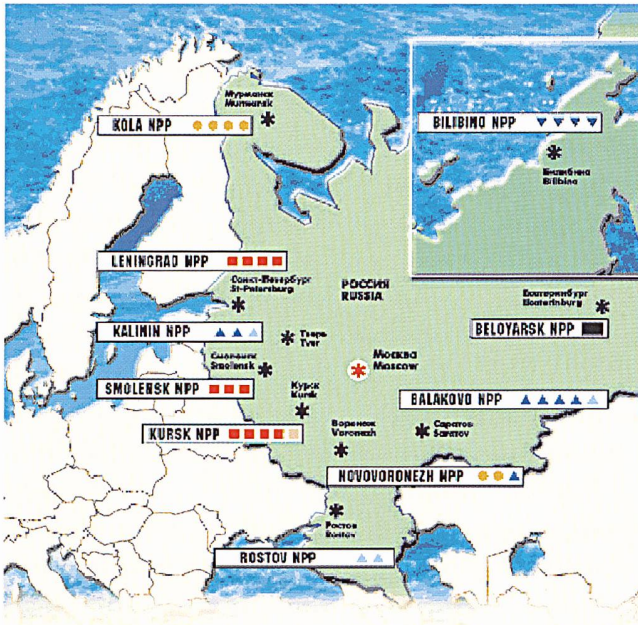 Мурманск
Murmansk
KOLA NPP
BILIBINO NPP
Билибино
Bilibino
LENINGRAD NPP
Санкт-Петербург
St-Petersburg
РОССИЯ
RUSSIA
Екатеринбург
Ekaterinburg
KALININ NPP
Тверь
Tver
BELOYARSK NPP
Смоленск
Smolensk
Москва
Moscow
SMOLENSK NPP
Курск
Kursk
BALAKOVO NPP
KURSK NPP
Воронеж
Voronezh
Саратов
Saratov
NOVOVORONEZH NPP
Ростов
Rostov
ROSTOV NPP